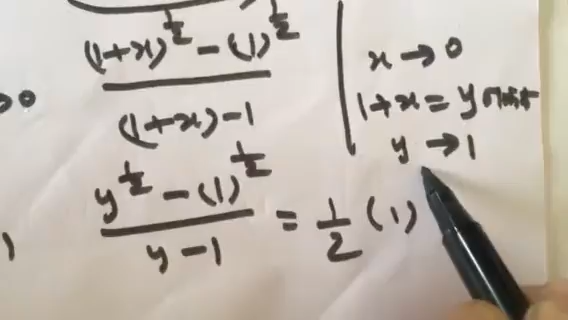 (1+x)^½ − (1)^½
(1+x) − 1
→0
x → 0
1+x = y
y → 1
y^½ − (1)^½
y − 1
= ½ (1)